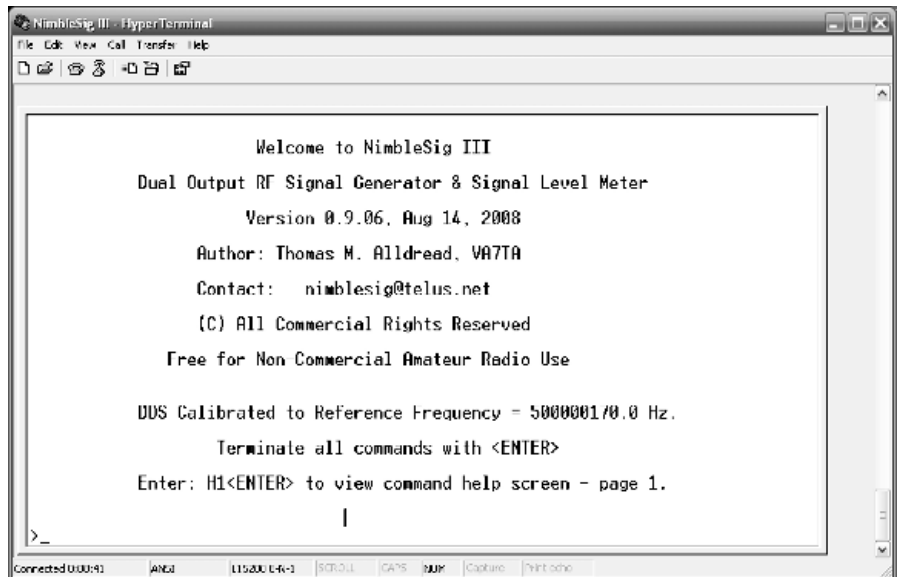 NimbleSig III - HyperTerminal
File Edit View Call Transfer Help
Welcome to NimbleSig III
Dual Output RF Signal Generator & Signal Level Meter
Version 0.9.06, Aug 14, 2008
Author: Thomas M. Alldread, VA7TA
Contact: nimblesig@telus.net
(C) All Commercial Rights Reserved
Free for Non-Commercial Amateur Radio Use
DDS Calibrated to Reference Frequency = 500000170.0 Hz.
Terminate all commands with <ENTER>
Enter: H1<ENTER> to view command help screen - page 1.
>_
Connected 0:00:41 ANSI 115200 8-N-1 SCROLL CAPS NUM Capture Print echo